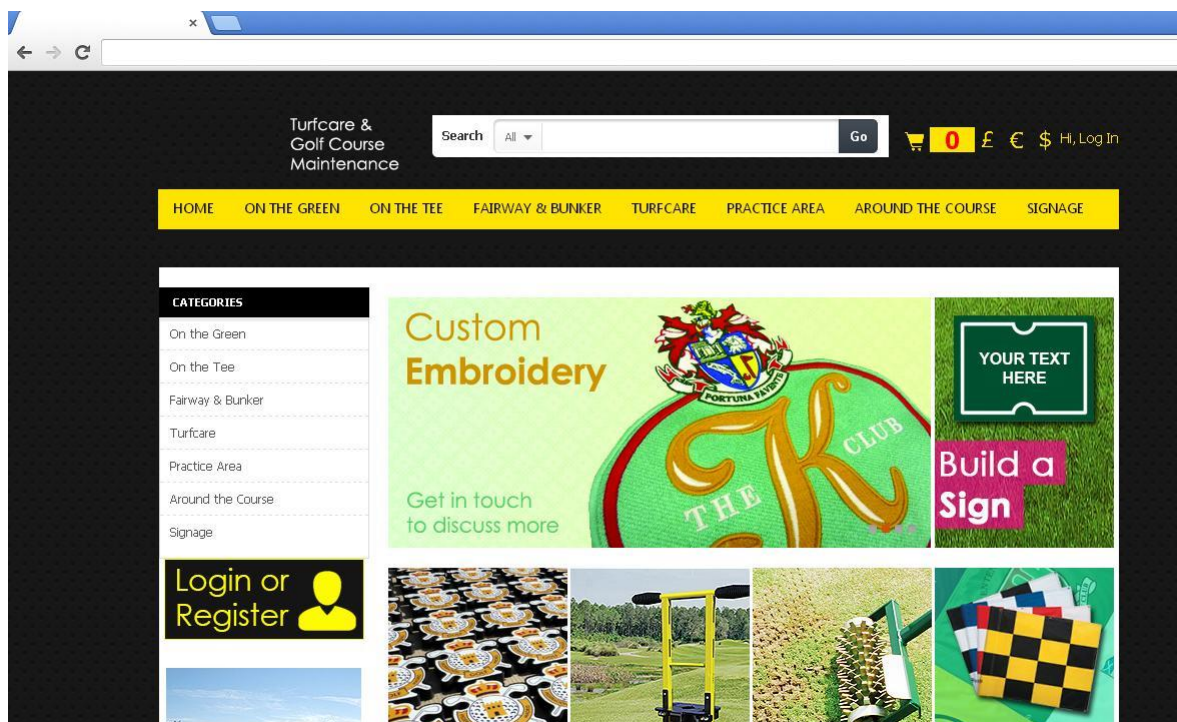 Turfcare &
Golf Course
Maintenance
Search All Go 0 £ € $ Hi, Log In
HOME ON THE GREEN ON THE TEE FAIRWAY & BUNKER TURFCARE PRACTICE AREA AROUND THE COURSE SIGNAGE
CATEGORIES
On the Green
On the Tee
Fairway & Bunker
Turfcare
Practice Area
Around the Course
Signage
Login or
Register
Custom
Embroidery
Get in touch
to discuss more
PORTUNA FAVENTE
THE K CLUB
YOUR TEXT
HERE
Build a
Sign